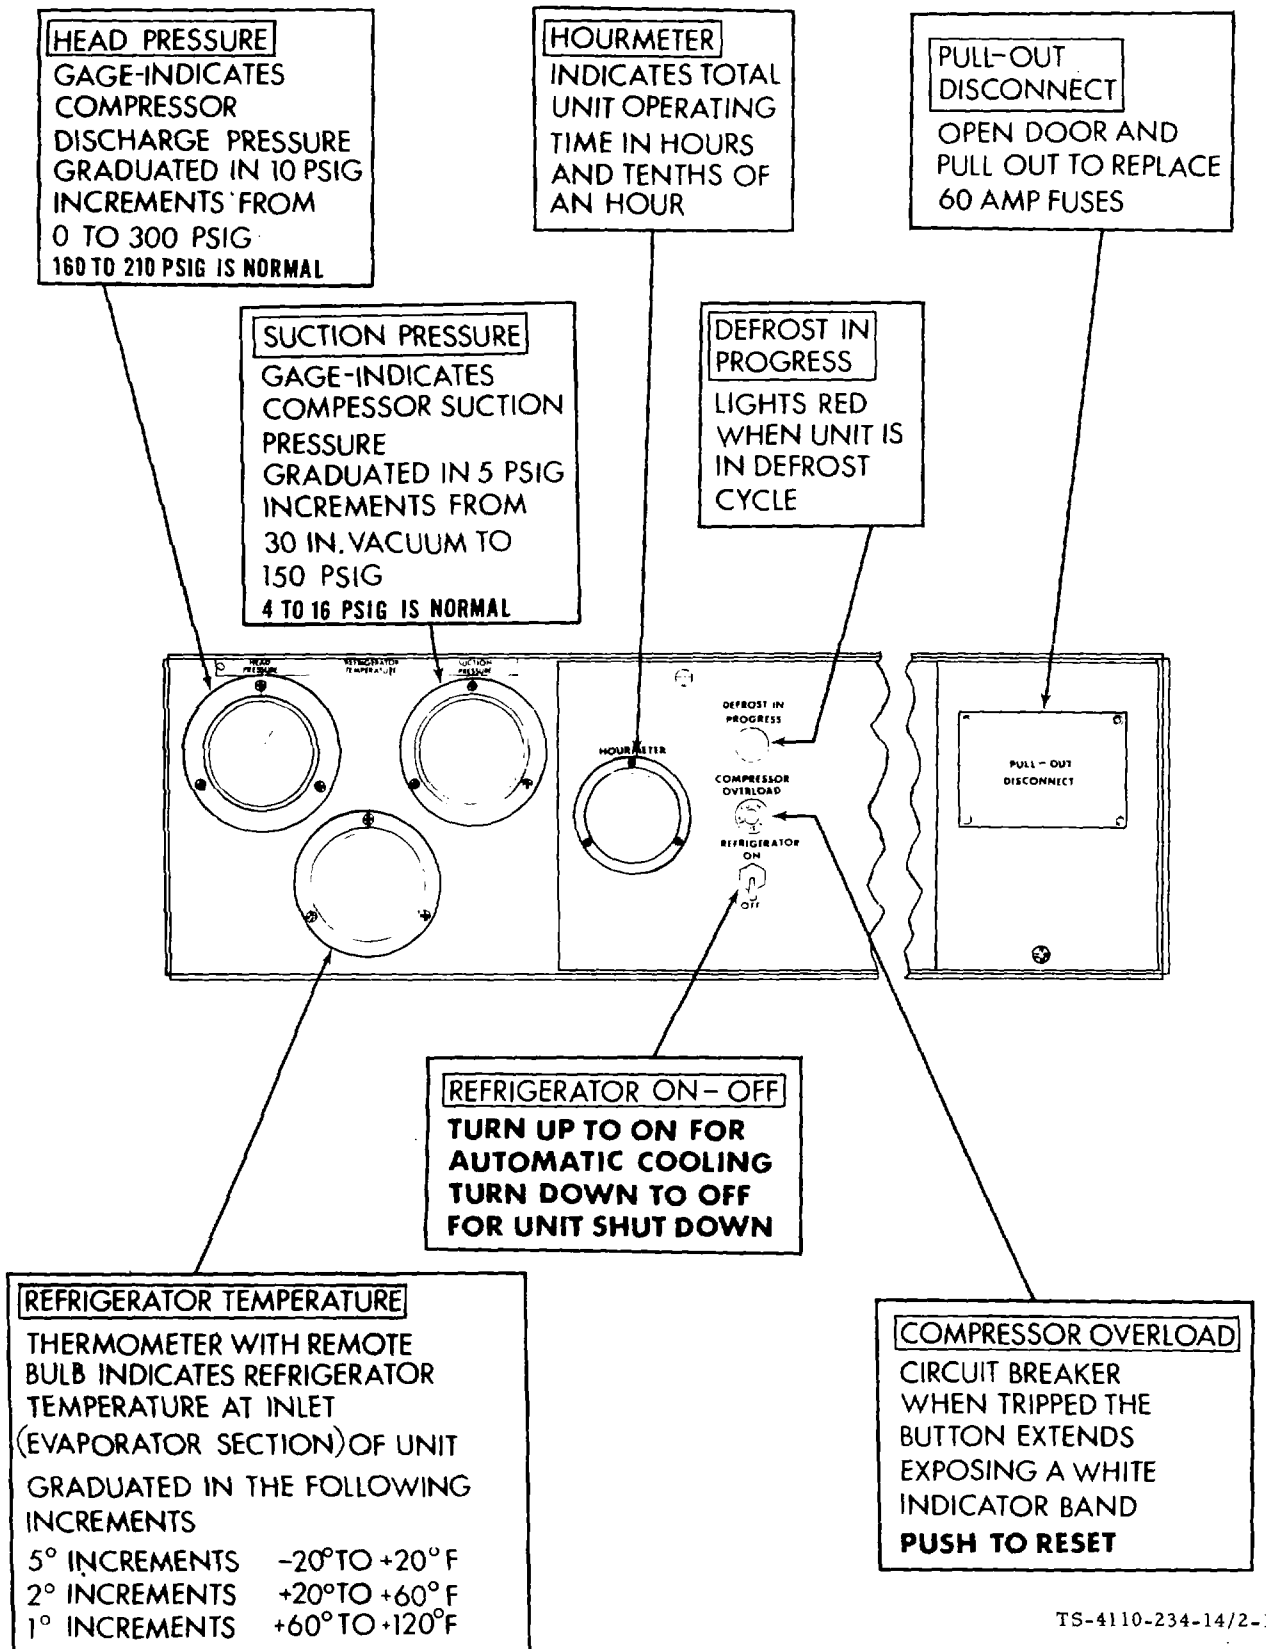 HEAD PRESSURE
GAGE-INDICATES
COMPRESSOR
DISCHARGE PRESSURE
GRADUATED IN 10 PSIG
INCREMENTS FROM
0 TO 300 PSIG
160 TO 210 PSIG IS NORMAL
HOURMETER
INDICATES TOTAL
UNIT OPERATING
TIME IN HOURS
AND TENTHS OF
AN HOUR
PULL-OUT
DISCONNECT
OPEN DOOR AND
PULL OUT TO REPLACE
60 AMP FUSES
SUCTION PRESSURE
GAGE-INDICATES
COMPESSOR SUCTION
PRESSURE
GRADUATED IN 5 PSIG
INCREMENTS FROM
30 IN. VACUUM TO
150 PSIG
4 TO 16 PSIG IS NORMAL
DEFROST IN
PROGRESS
LIGHTS RED
WHEN UNIT IS
IN DEFROST
CYCLE
HEAD
PRESSURE
REFRIGERATOR
TEMPERATURE
SUCTION
PRESSURE
HOURMETER
DEFROST IN
PROGRESS
COMPRESSOR
OVERLOAD
REFRIGERATOR
ON
OFF
PULL-OUT
DISCONNECT
REFRIGERATOR ON-OFF
TURN UP TO ON FOR
AUTOMATIC COOLING
TURN DOWN TO OFF
FOR UNIT SHUT DOWN
REFRIGERATOR TEMPERATURE
THERMOMETER WITH REMOTE
BULB INDICATES REFRIGERATOR
TEMPERATURE AT INLET
(EVAPORATOR SECTION) OF UNIT
GRADUATED IN THE FOLLOWING
INCREMENTS
5° INCREMENTS -20° TO +20° F
2° INCREMENTS +20° TO +60° F
1° INCREMENTS +60° TO +120° F
COMPRESSOR OVERLOAD
CIRCUIT BREAKER
WHEN TRIPPED THE
BUTTON EXTENDS
EXPOSING A WHITE
INDICATOR BAND
PUSH TO RESET
TS-4110-234-14/2-